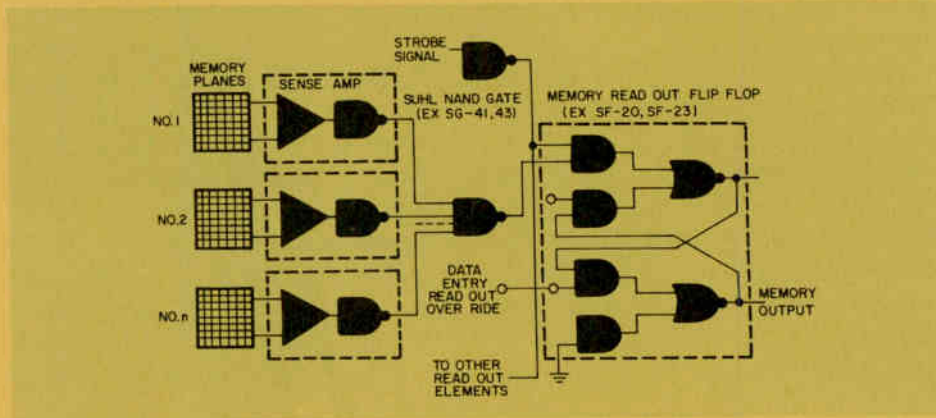 STROBE
SIGNAL
MEMORY
PLANES
SENSE AMP
SUHL NAND GATE
(EX SG-41,43)
MEMORY READ OUT FLIP FLOP
(EX SF-20, SF-23)
NO.1
NO.2
NO.n
DATA
ENTRY
READ OUT
OVER RIDE
MEMORY
OUTPUT
TO OTHER
READ OUT
ELEMENTS